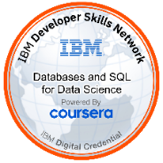 IBM Developer Skills Network
IBM
Databases and SQL
for Data Science
Powered By
coursera
IBM Digital Credential